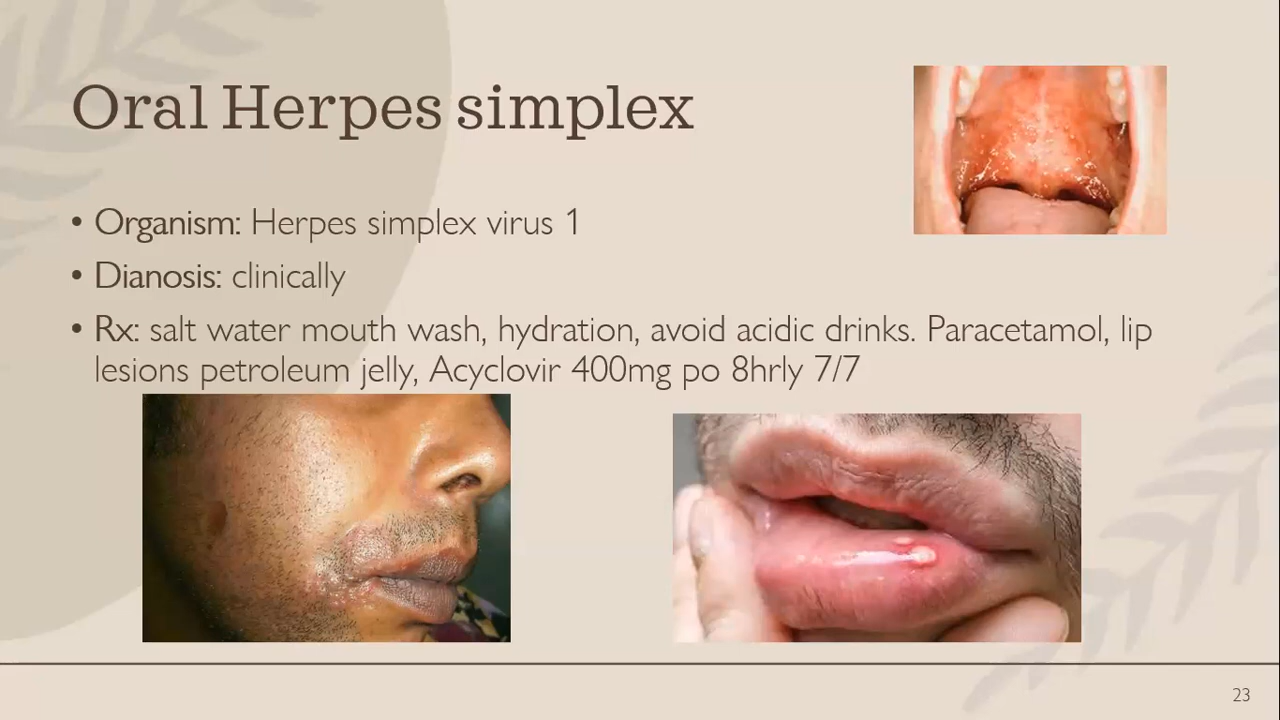 Oral Herpes simplex
• Organism: Herpes simplex virus 1
• Dianosis: clinically
• Rx: salt water mouth wash, hydration, avoid acidic drinks. Paracetamol, lip
lesions petroleum jelly, Acyclovir 400mg po 8hrly 7/7
23